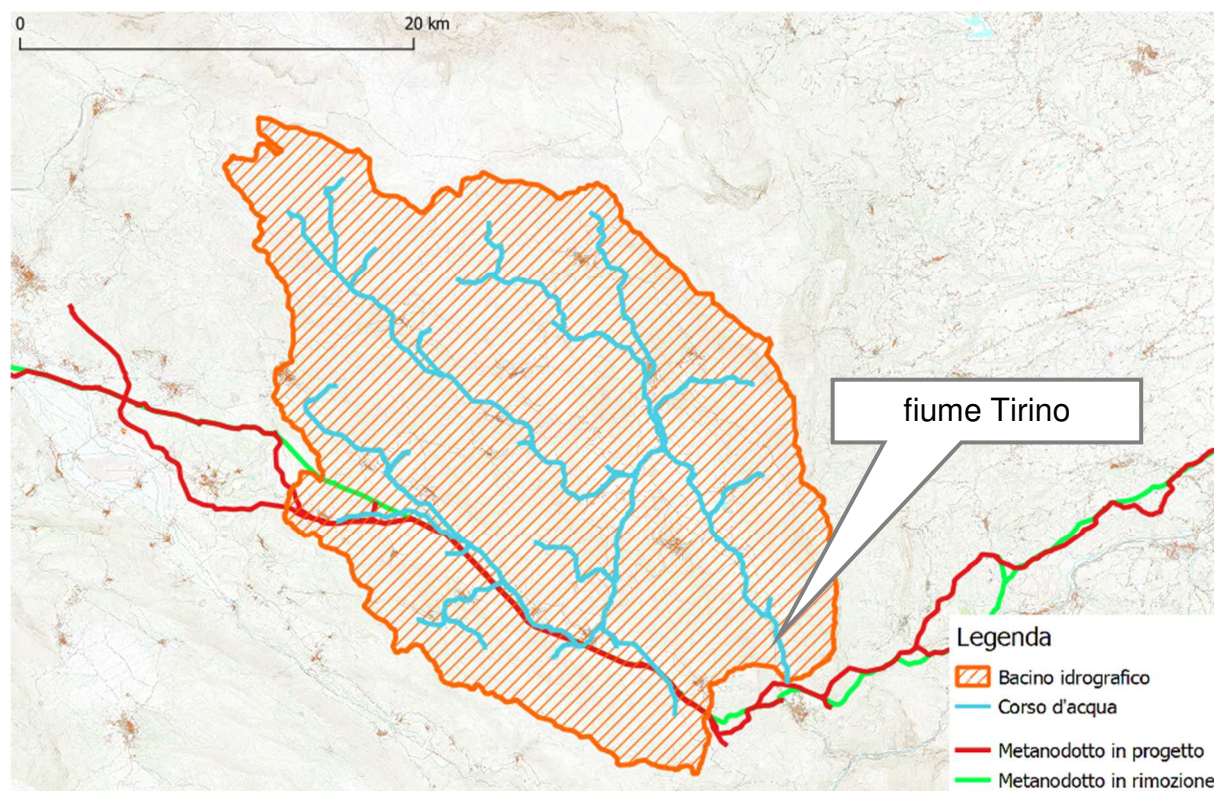 0
20 km
fiume Tirino
Legenda
Bacino idrografico
Corso d'acqua
Metanodotto in progetto
Metanodotto in rimozione